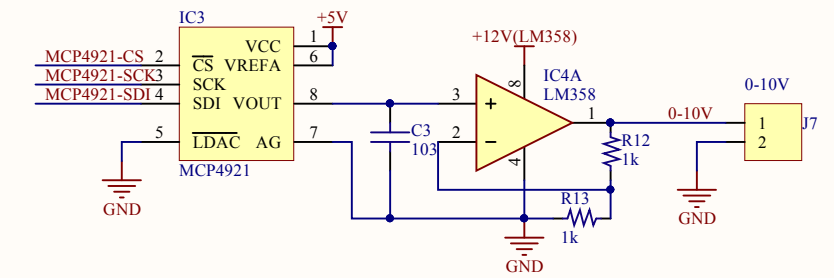 IC3
+5V
+12V(LM358)
VCC 1
MCP4921-CS 2 CS VREFA 6
MCP4921-SCK 3 SCK
MCP4921-SDI 4 SDI VOUT 8
5 LDAC AG 7
MCP4921
GND
C3
103
3 +
2 -
8
4
1
IC4A
LM358
R12
1k
R13
1k
GND
0-10V
0-10V
1
2
J7
GND